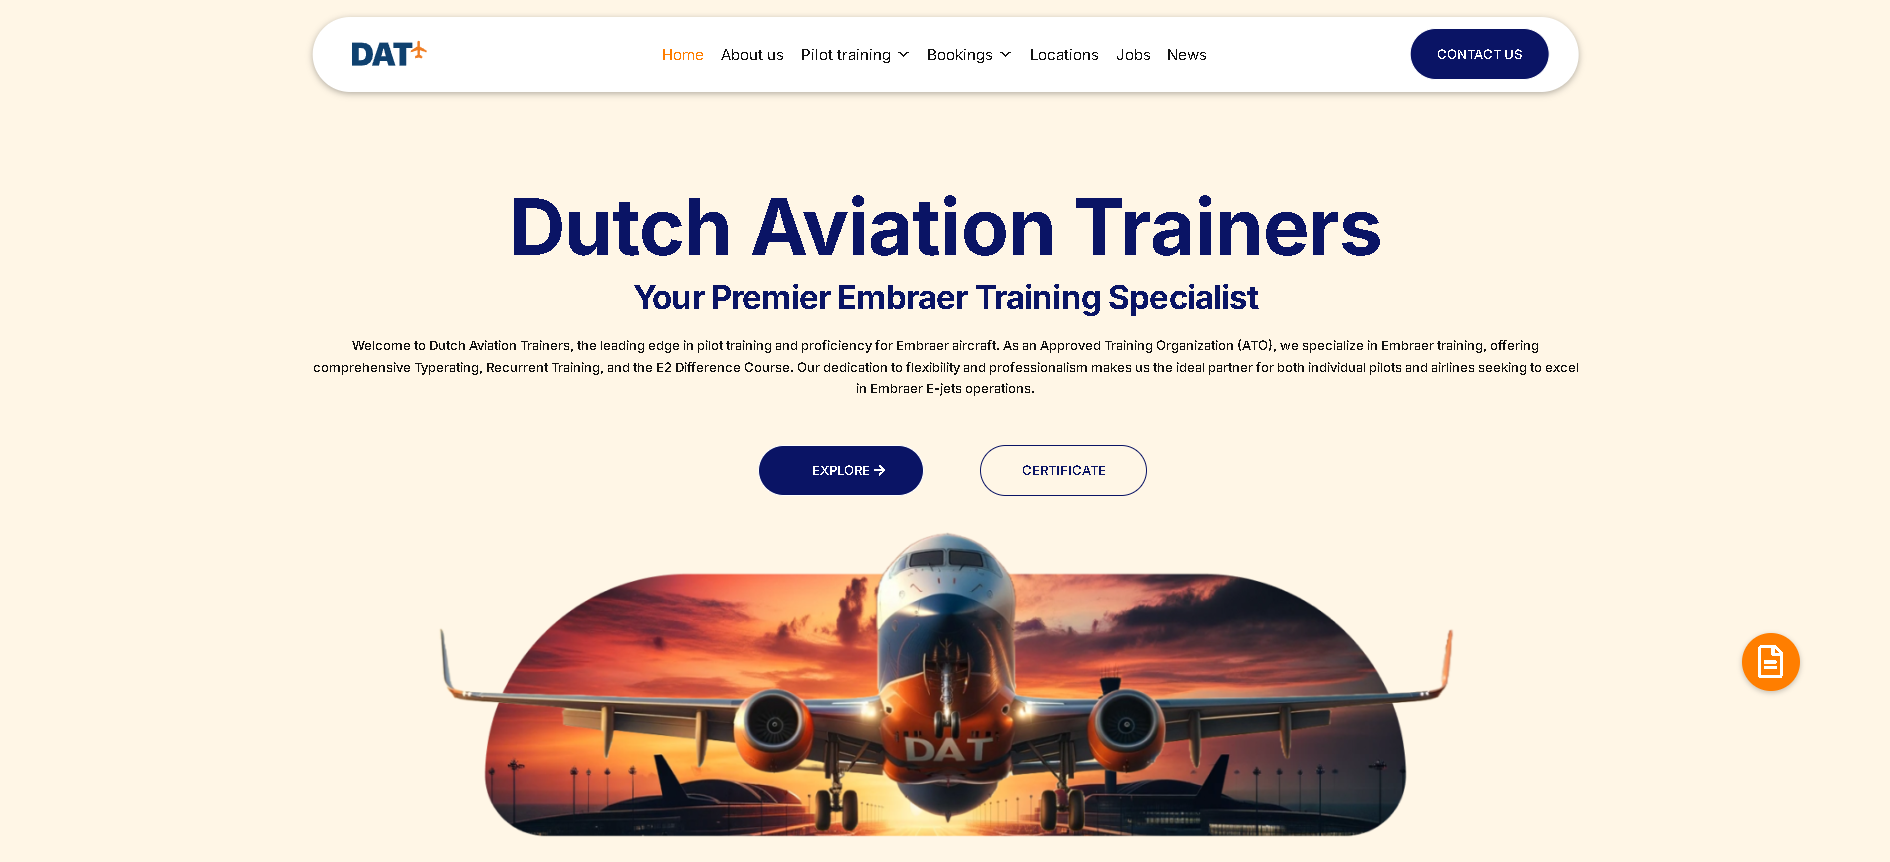 DAT
Home About us Pilot training Bookings Locations Jobs News
CONTACT US
Dutch Aviation Trainers
Your Premier Embraer Training Specialist
Welcome to Dutch Aviation Trainers, the leading edge in pilot training and proficiency for Embraer aircraft. As an Approved Training Organization (ATO), we specialize in Embraer training, offering
comprehensive Typerating, Recurrent Training, and the E2 Difference Course. Our dedication to flexibility and professionalism makes us the ideal partner for both individual pilots and airlines seeking to excel
in Embraer E-jets operations.
EXPLORE
CERTIFICATE
DAT